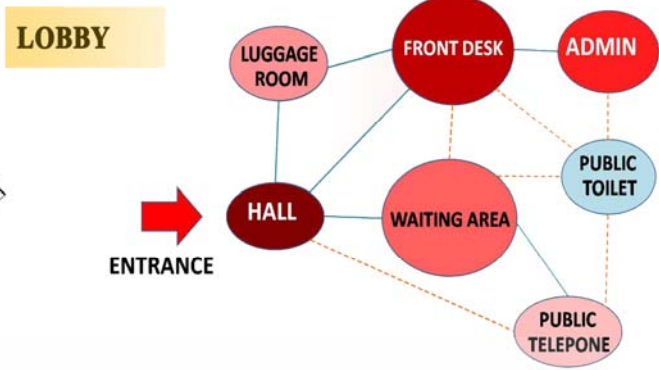 LOBBY
LUGGAGE
ROOM
FRONT DESK
ADMIN
PUBLIC
TOILET
HALL
WAITING AREA
ENTRANCE
PUBLIC
TELEPONE